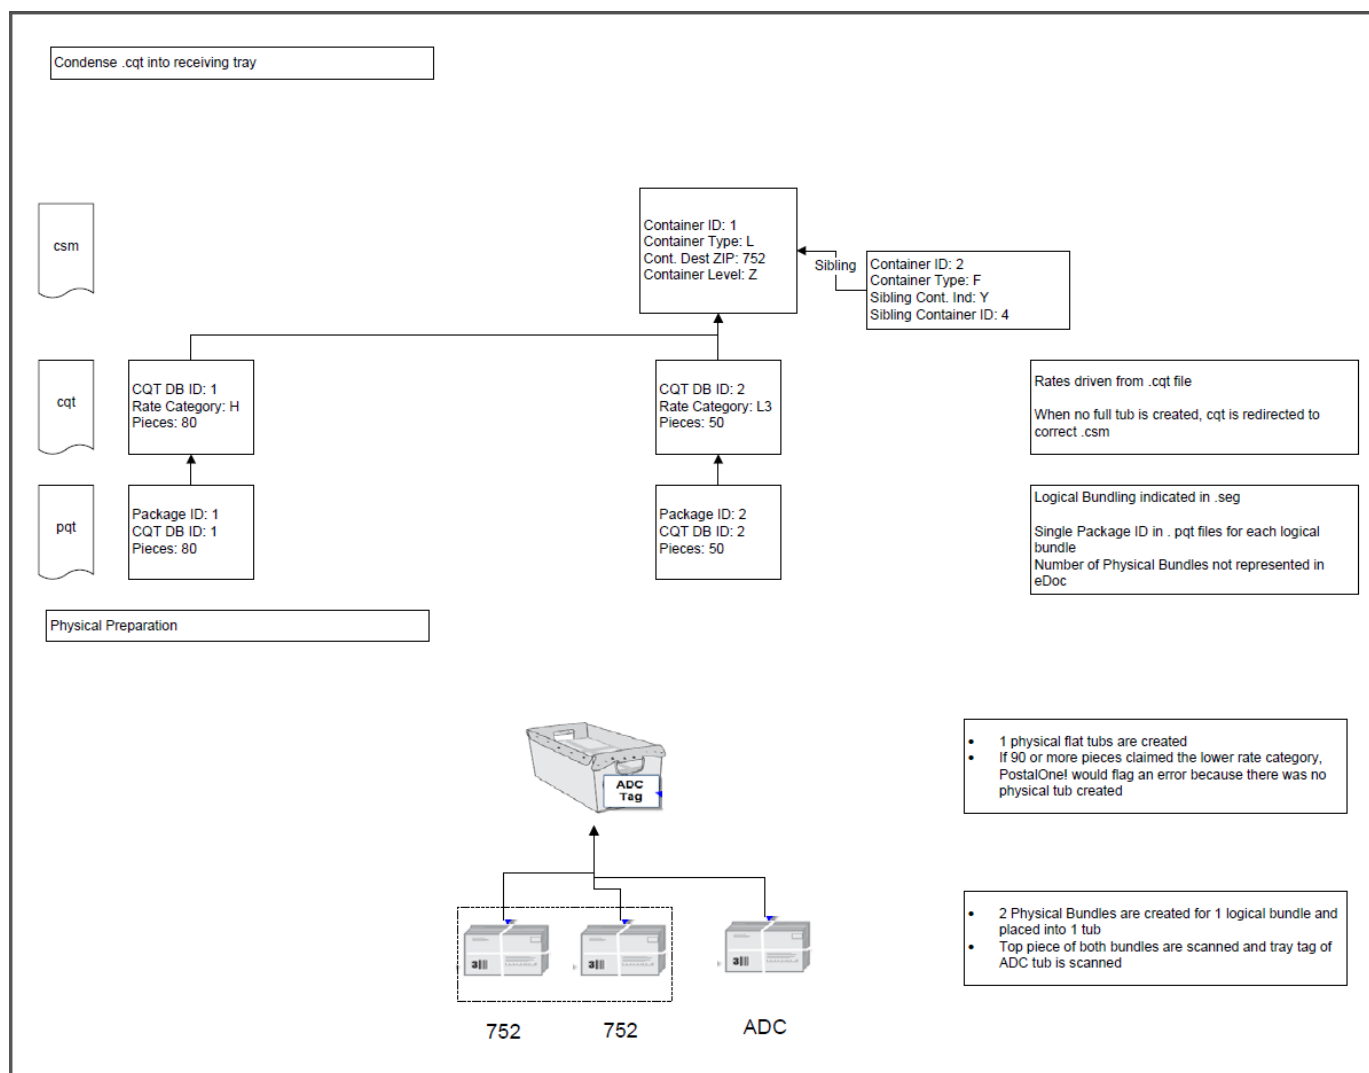 Condense .cqt into receiving tray
csm
Container ID: 1
Container Type: L
Cont. Dest ZIP: 752
Container Level: Z
Sibling
Container ID: 2
Container Type: F
Sibling Cont. Ind: Y
Sibling Container ID: 4
cqt
CQT DB ID: 1
Rate Category: H
Pieces: 80
CQT DB ID: 2
Rate Category: L3
Pieces: 50
Rates driven from .cqt file
When no full tub is created, cqt is redirected to
correct .csm
pqt
Package ID: 1
CQT DB ID: 1
Pieces: 80
Package ID: 2
CQT DB ID: 2
Pieces: 50
Logical Bundling indicated in .seg
Single Package ID in . pqt files for each logical
bundle
Number of Physical Bundles not represented in
eDoc
Physical Preparation
ADC
Tag
• 1 physical flat tubs are created
• If 90 or more pieces claimed the lower rate category,
PostalOne! would flag an error because there was no
physical tub created
3
3
3
• 2 Physical Bundles are created for 1 logical bundle and
placed into 1 tub
• Top piece of both bundles are scanned and tray tag of
ADC tub is scanned
752
752
ADC